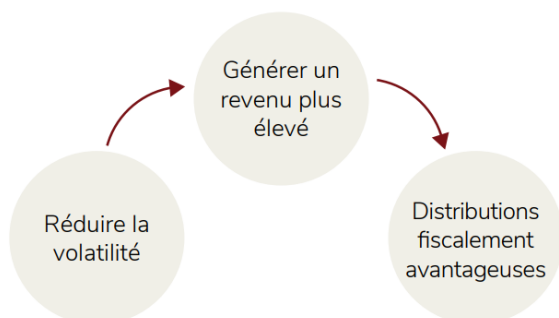 Générer un
revenu plus
élevé
Réduire la
volatilité
Distributions
fiscalement
avantageuses